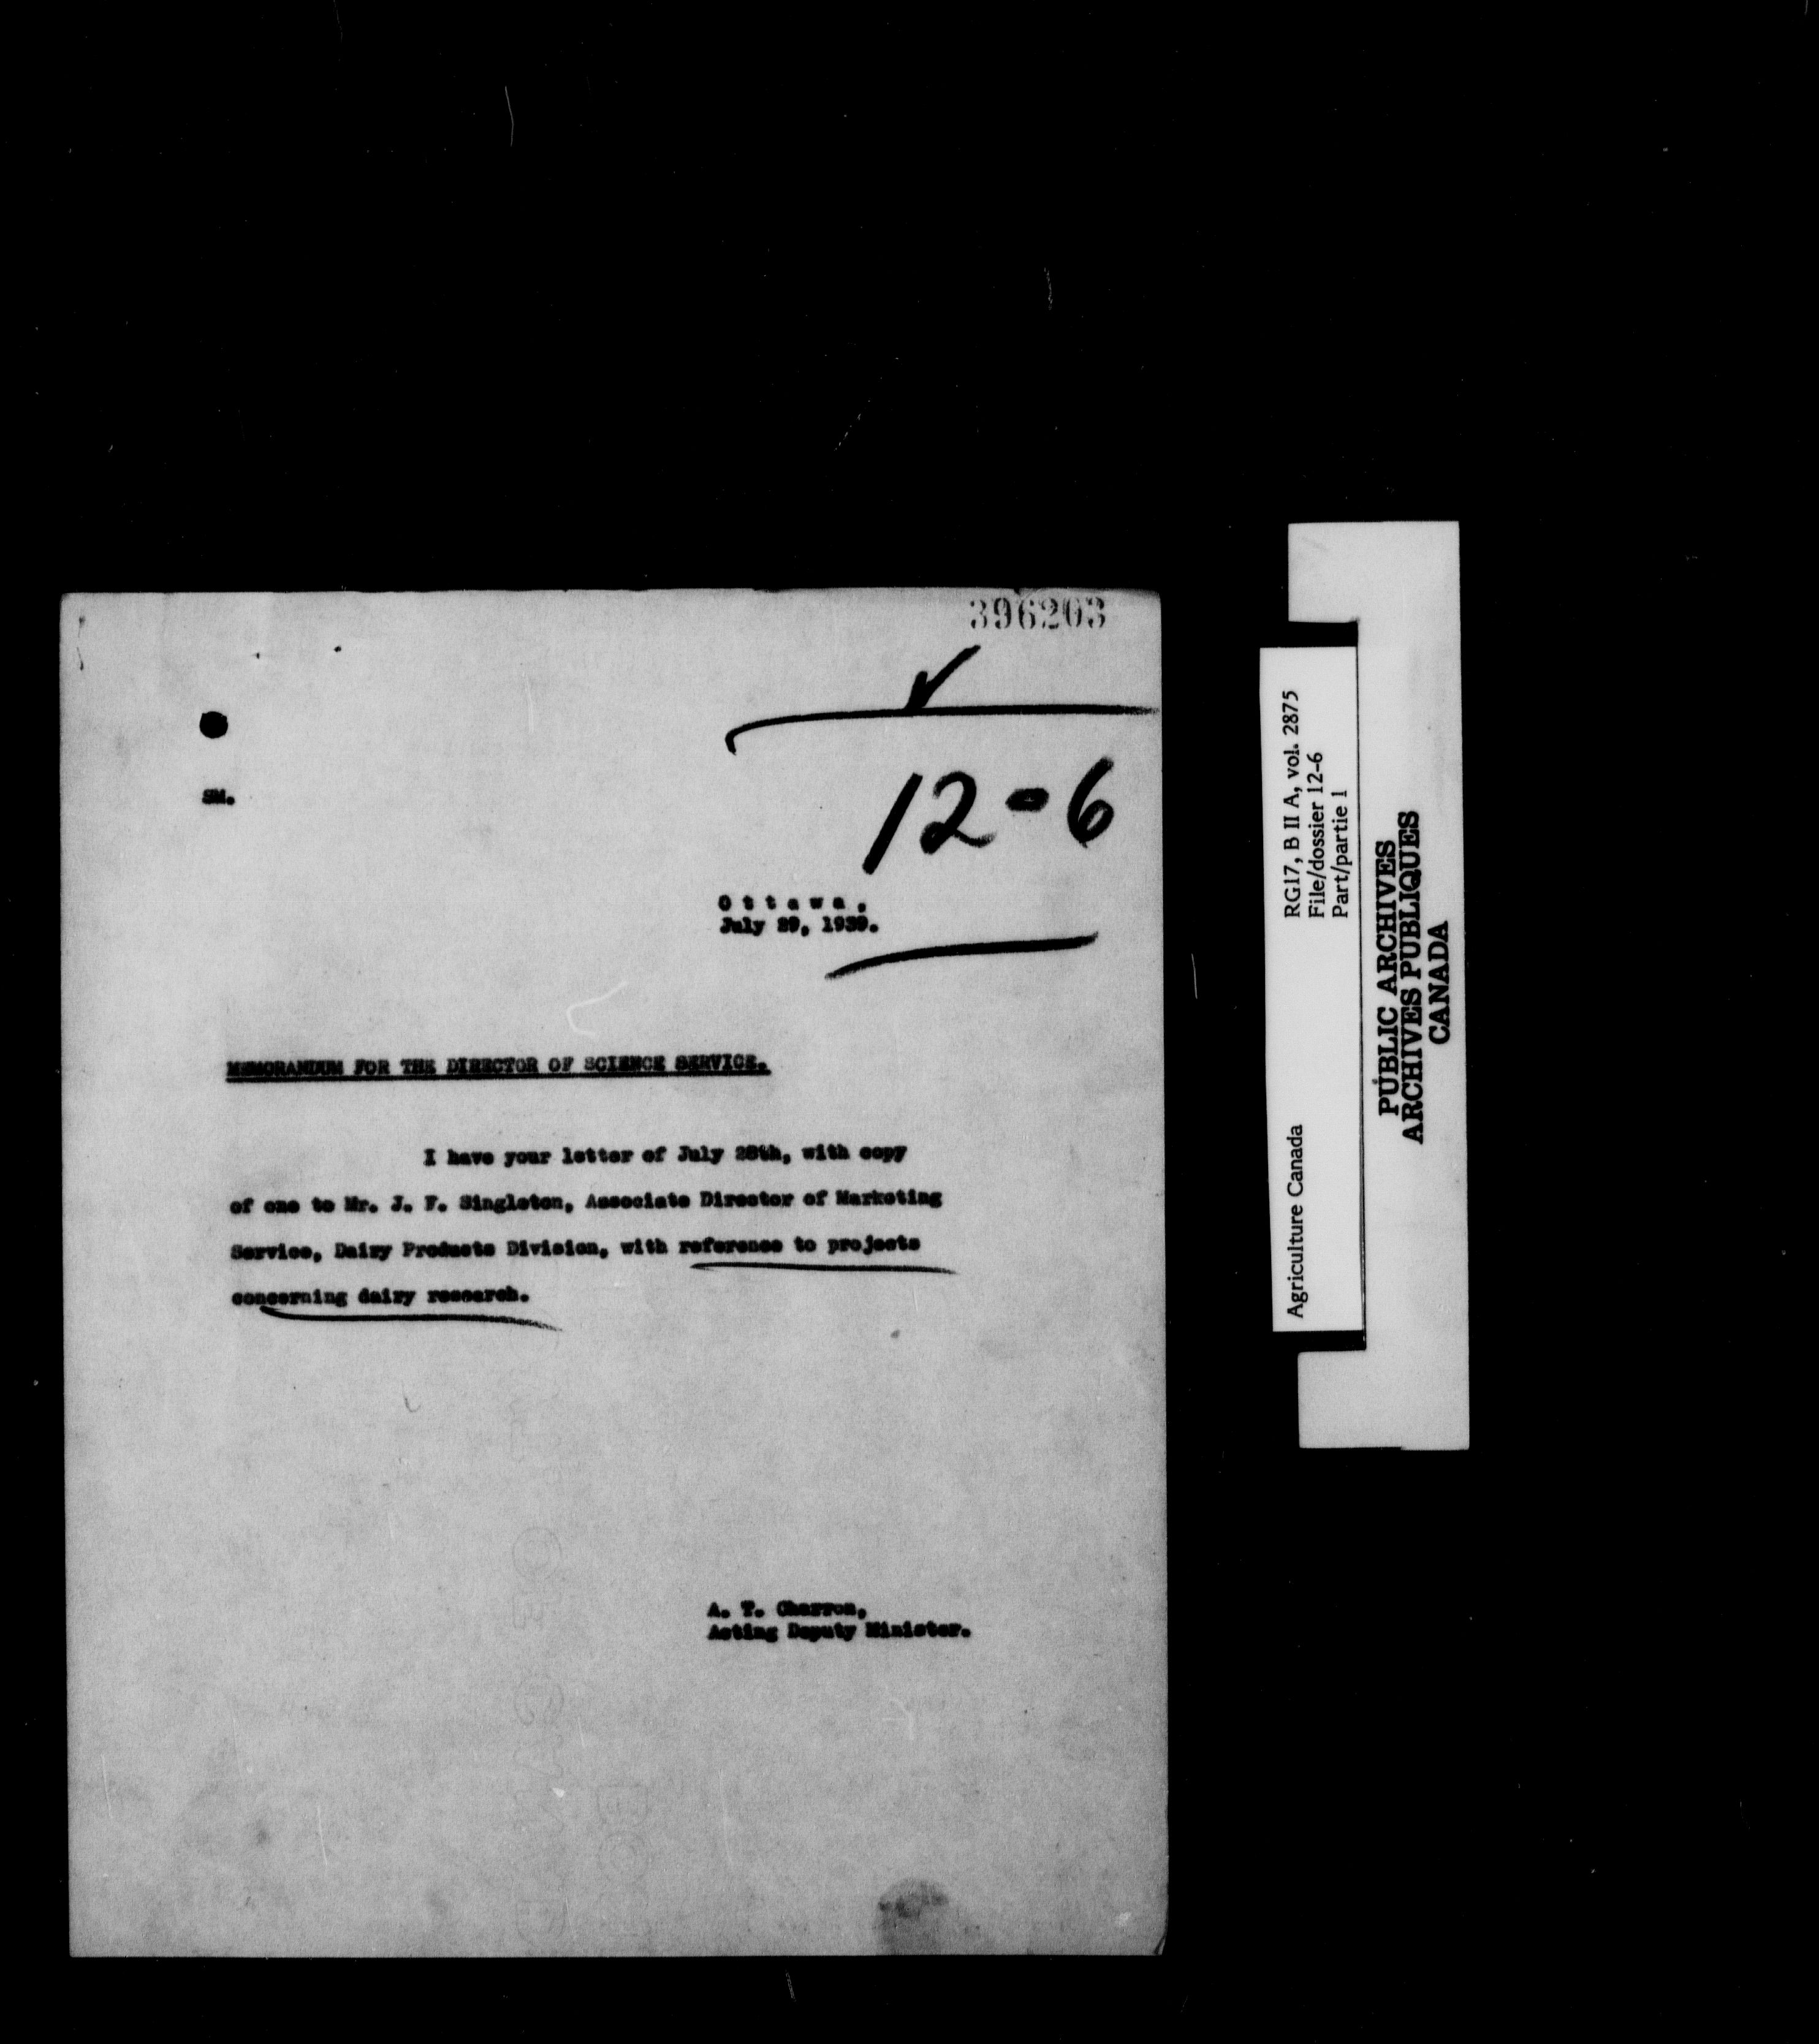 396203
12-6
SM.
O t t a w a ,
July 29, 1939.
MEMORANDUM FOR THE DIRECTOR OF SCIENCE SERVICE.
I have your letter of July 28th, with copy
of one to Mr. J. F. Singleton, Associate Director of Marketing
Service, Dairy Products Division, with reference to projects
concerning dairy research.
A. T. Charron,
Acting Deputy Minister.
Agriculture Canada
RG17, B II A, vol. 2875
File/dossier 12-6
Part/partie 1
PUBLIC ARCHIVES
ARCHIVES PUBLIQUES
CANADA